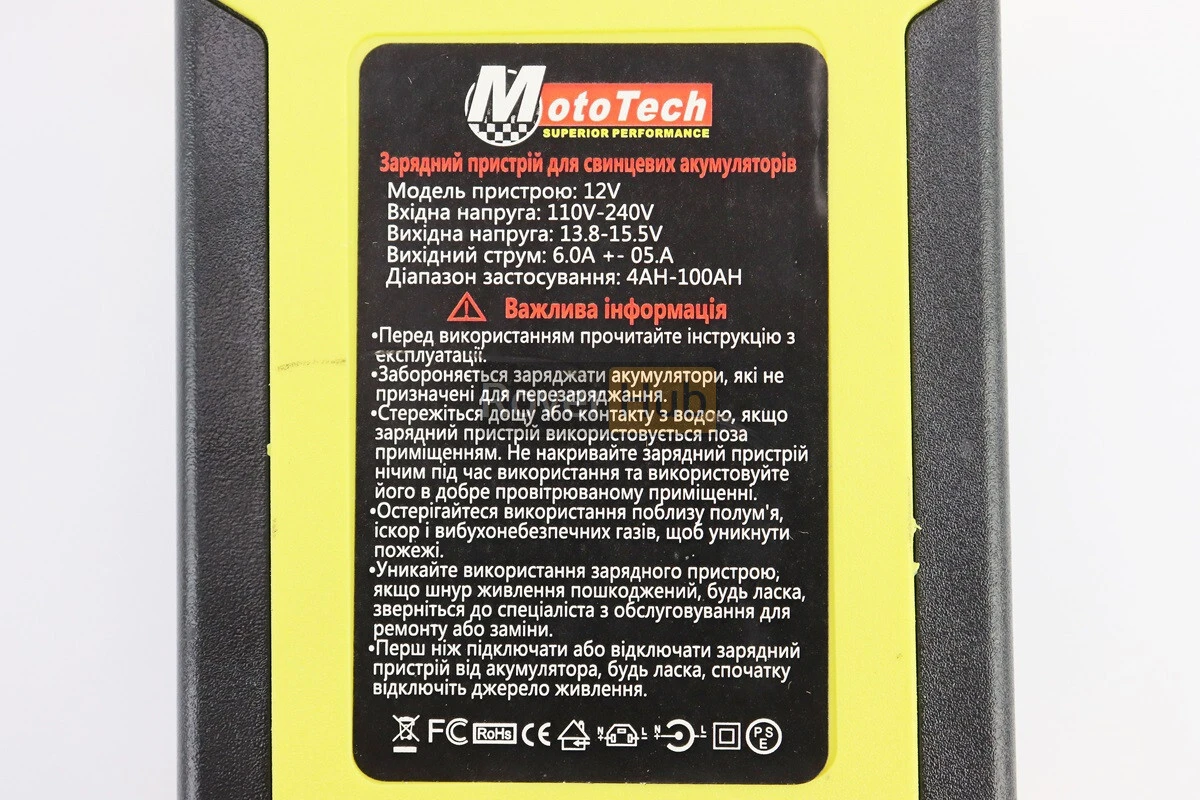 MotoTech
SUPERIOR PERFORMANCE
Зарядний пристрій для свинцевих акумуляторів
Модель пристрою: 12V
Вхідна напруга: 110V-240V
Вихідна напруга: 13.8-15.5V
Вихідний струм: 6.0A +- 05.A
Діапазон застосування: 4AH-100AH
Важлива інформація
•Перед використанням прочитайте інструкцію з
експлуатації.
•Забороняється заряджати акумулятори, які не
призначені для перезаряджання.
RoverHub
•Стережіться дощу або контакту з водою, якщо
зарядний пристрій використовується поза
приміщенням. Не накривайте зарядний пристрій
нічим під час використання та використовуйте
його в добре провітрюваному приміщенні.
•Остерігайтеся використання поблизу полум'я,
іскор і вибухонебезпечних газів, щоб уникнути
пожежі.
•Уникайте використання зарядного пристрою,
якщо шнур живлення пошкоджений, будь ласка,
зверніться до спеціаліста з обслуговування для
ремонту або заміни.
•Перш ніж підключати або відключати зарядний
пристрій від акумулятора, будь ласка, спочатку
відключіть джерело живлення.
FC RoHS CE N + L N L PSE